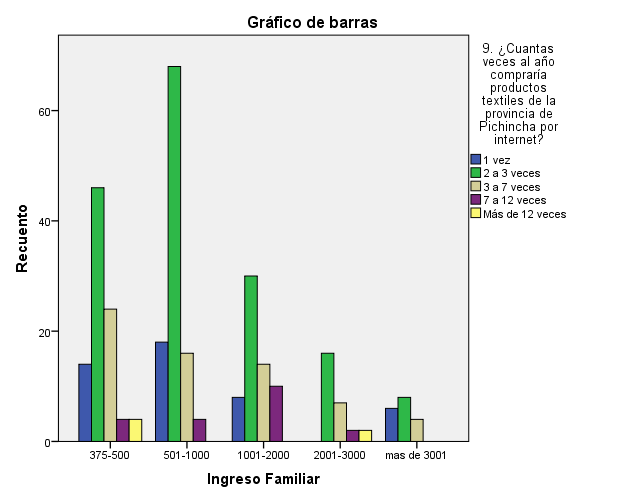 Gráfico de barras
9. ¿Cuantas
veces al año
compraría
productos
textiles de la
provincia de
Pichincha por
internet?
1 vez
2 a 3 veces
3 a 7 veces
7 a 12 veces
Más de 12 veces
Recuento
60
40
20
0
375-500
501-1000
1001-2000
2001-3000
mas de 3001
Ingreso Familiar